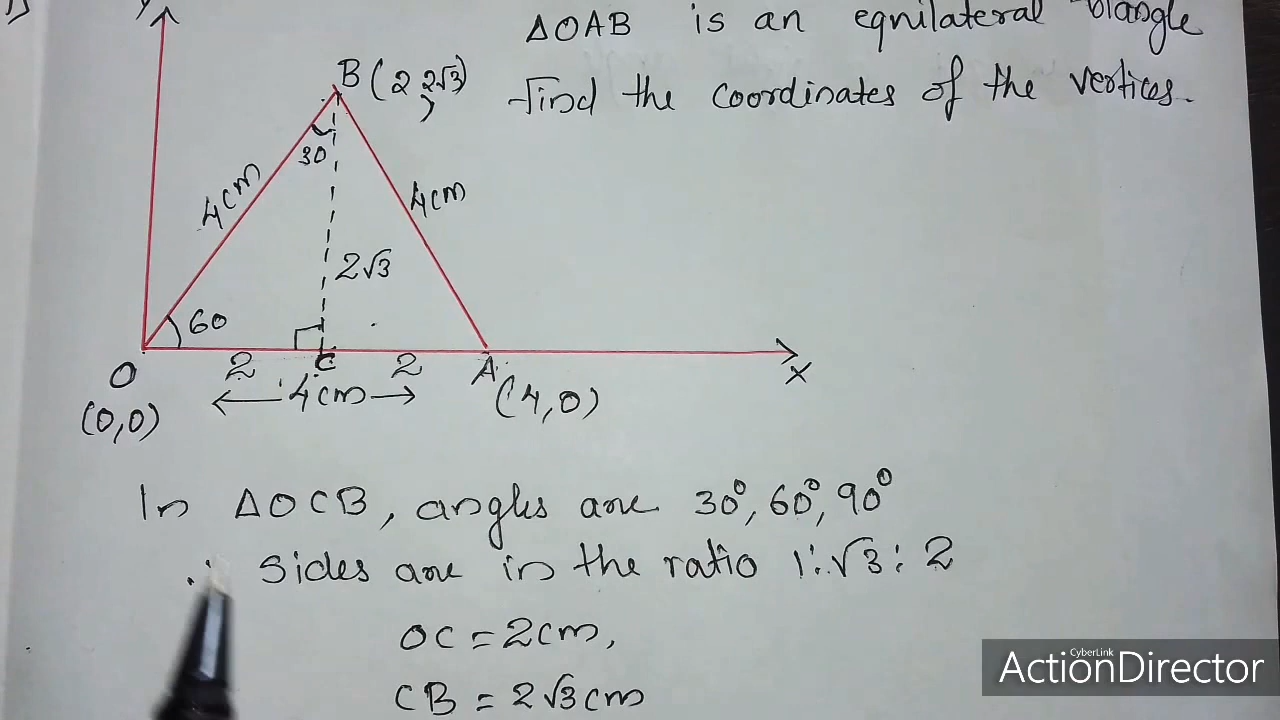 Y
ΔOAB is an equilateral triangle
Find the coordinates of the vertices.
B (2, 2√3)
30
4cm
4cm
2√3
60
O
2
C
2
A
X
4cm
(0,0)
(4,0)
In ΔOCB, angles are 30°, 60°, 90°
∴ Sides are in the ratio 1:√3:2
OC = 2cm,
CB = 2√3cm
CyberLink
ActionDirector